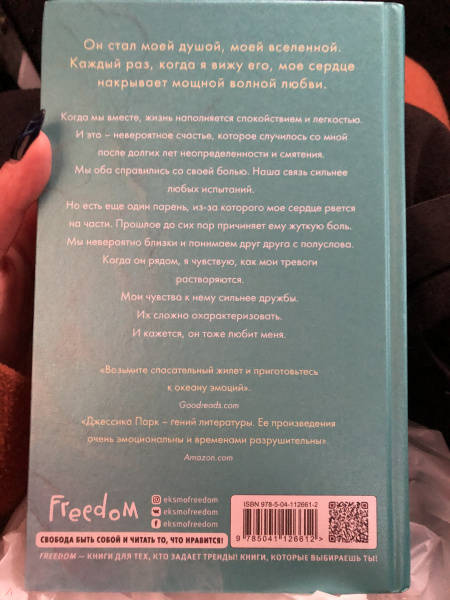 Он стал моей душой, моей вселенной.
Каждый раз, когда я вижу его, мое сердце
накрывает мощной волной любви.
Когда мы вместе, жизнь наполняется спокойствием и легкостью.
И это – невероятное счастье, которое случилось со мной
после долгих лет неопределенности и смятения.
Мы оба справились со своей болью. Наша связь сильнее
любых испытаний.
Но есть еще один парень, из-за которого мое сердце рвется
на части. Прошлое до сих пор причиняет ему жуткую боль.
Мы невероятно близки и понимаем друг друга с полуслова.
Когда он рядом, я чувствую, как мои тревоги
растворяются.
Мои чувства к нему сильнее дружбы.
Их сложно охарактеризовать.
И кажется, он тоже любит меня.
«Возьмите спасательный жилет и приготовьтесь
к океану эмоций».
Goodreads.com
«Джессика Парк – гений литературы. Ее произведения
очень эмоциональны и временами разрушительны».
Amazon.com
FreedoM
eksmofreedom
eksmofreedom
eksmofreedom
ISBN 978-5-04-112661-2
9 785041 126612 >
СВОБОДА БЫТЬ СОБОЙ И ЧИТАТЬ ТО, ЧТО НРАВИТСЯ!
FREEDOM – КНИГИ ДЛЯ ТЕХ, КТО ЗАДАЕТ ТРЕНДЫ! КНИГИ, КОТОРЫЕ ВЫБИРАЕШЬ ТЫ!